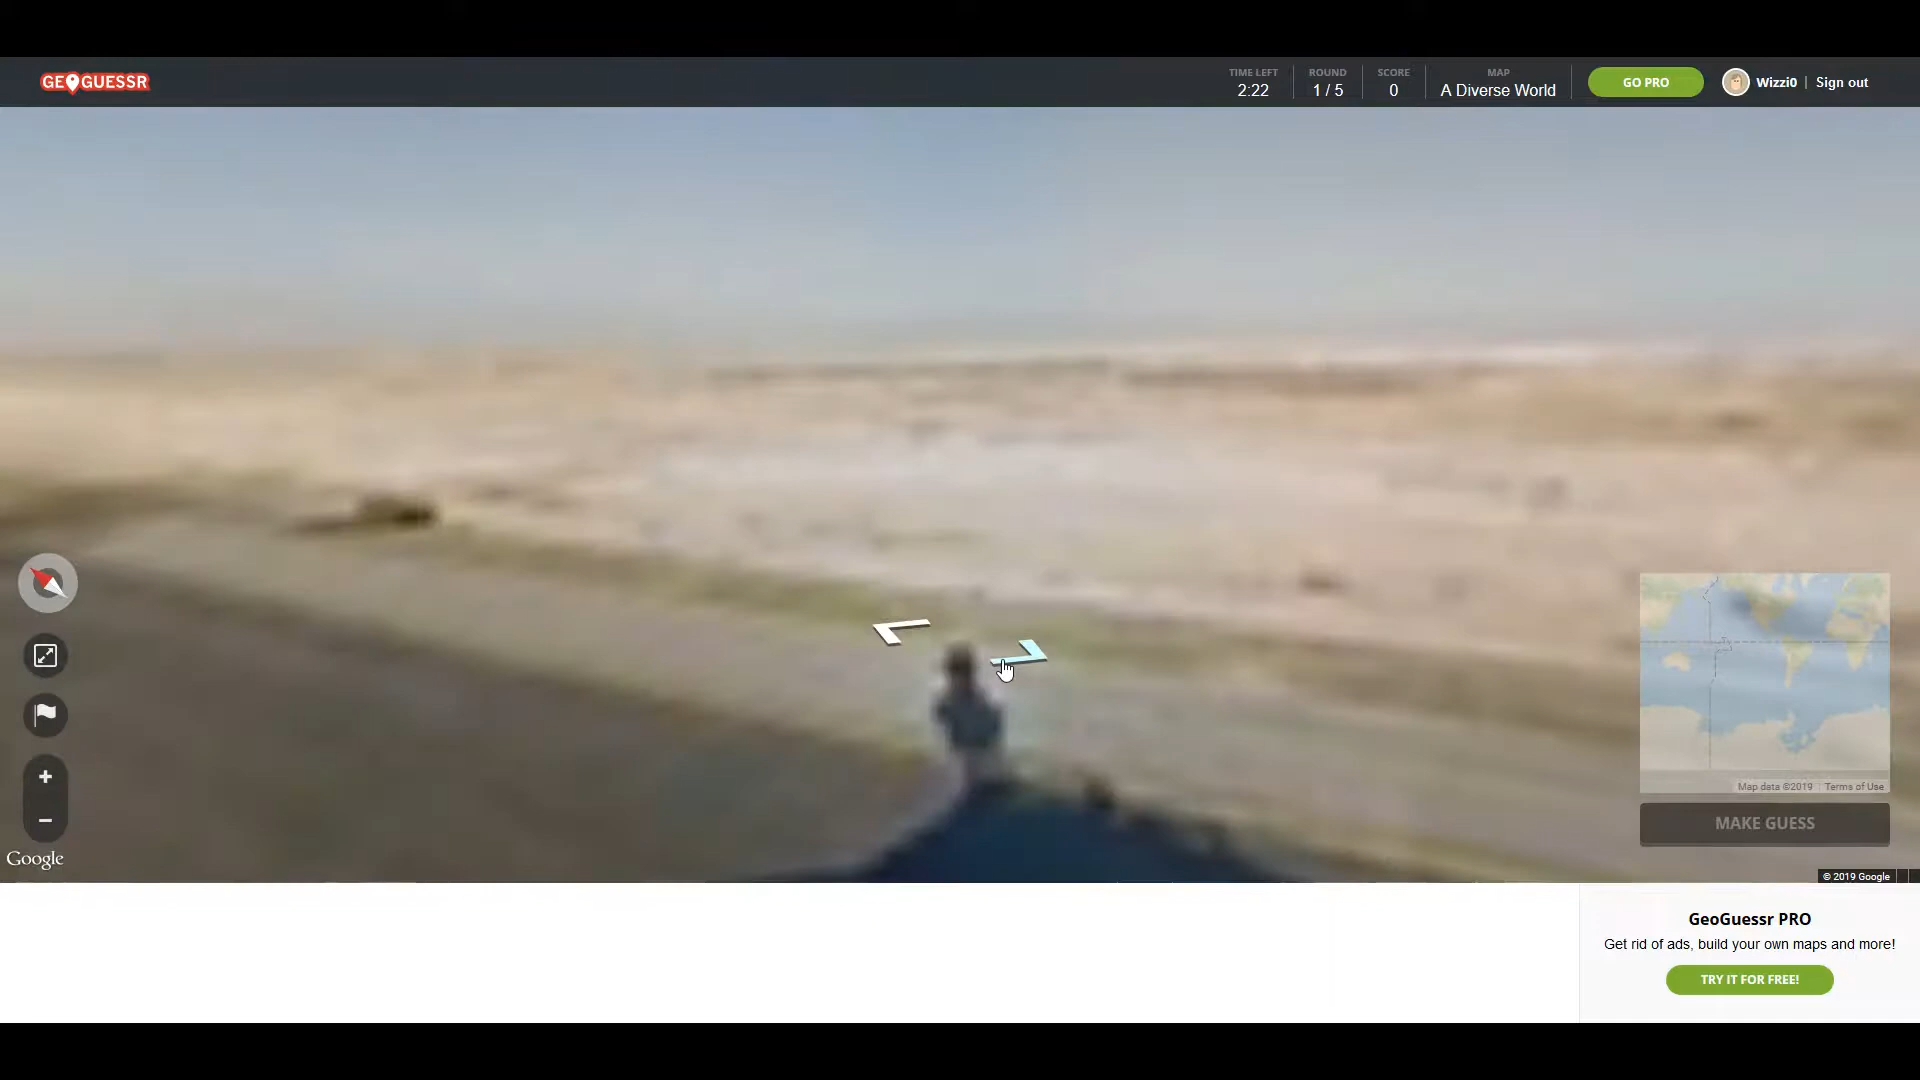 GEOGUESSR
TIME LEFT
2:22
ROUND
1 / 5
SCORE
0
MAP
A Diverse World
GO PRO
Wizzi0 | Sign out
Map data ©2019
Terms of Use
MAKE GUESS
Google
© 2019 Google
GeoGuessr PRO
Get rid of ads, build your own maps and more!
TRY IT FOR FREE!